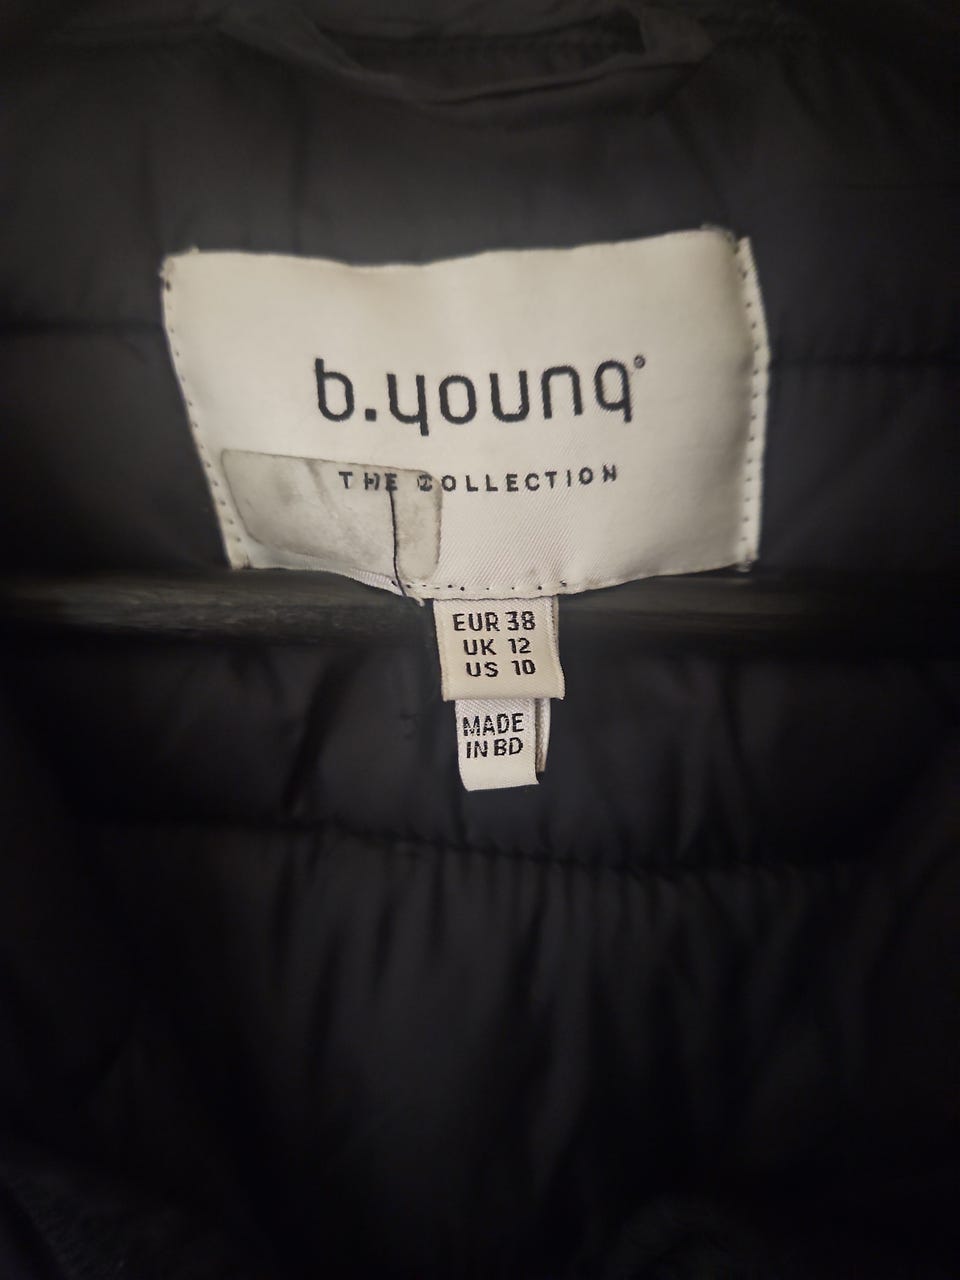 b.young
THE COLLECTION
EUR 38
UK 12
US 10
MADE
IN BD